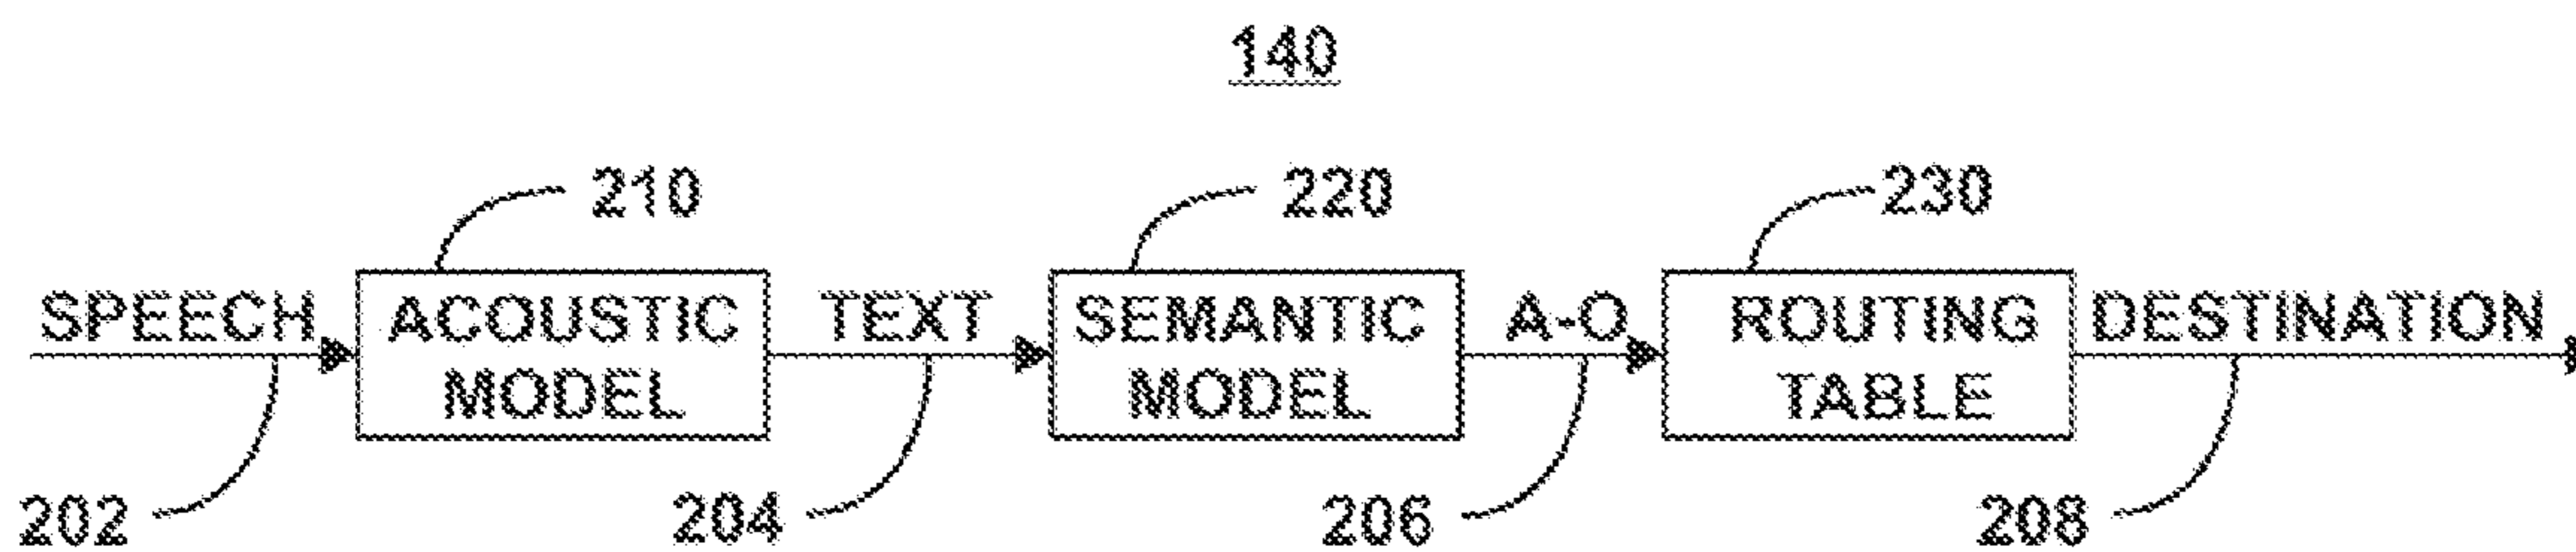 140
210
220
230
SPEECH
ACOUSTIC
MODEL
TEXT
SEMANTIC
MODEL
A-O
ROUTING
TABLE
DESTINATION
202
204
206
208